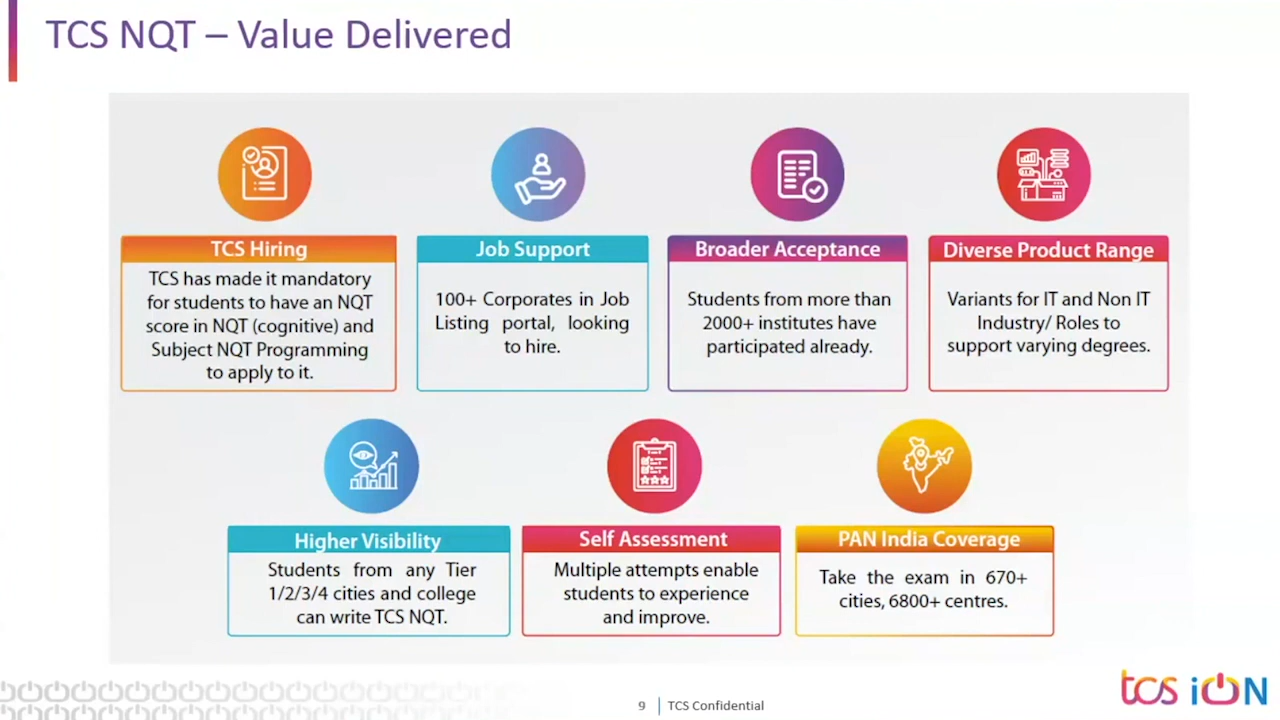 TCS NQT – Value Delivered
TCS Hiring
TCS has made it mandatory
for students to have an NQT
score in NQT (cognitive) and
Subject NQT Programming
to apply to it.
Job Support
100+ Corporates in Job
Listing portal, looking
to hire.
Broader Acceptance
Students from more than
2000+ institutes have
participated already.
Diverse Product Range
Variants for IT and Non IT
Industry/ Roles to
support varying degrees.
Higher Visibility
Students from any Tier
1/2/3/4 cities and college
can write TCS NQT.
Self Assessment
Multiple attempts enable
students to experience
and improve.
PAN India Coverage
Take the exam in 670+
cities, 6800+ centres.
9
TCS Confidential
tcs iON